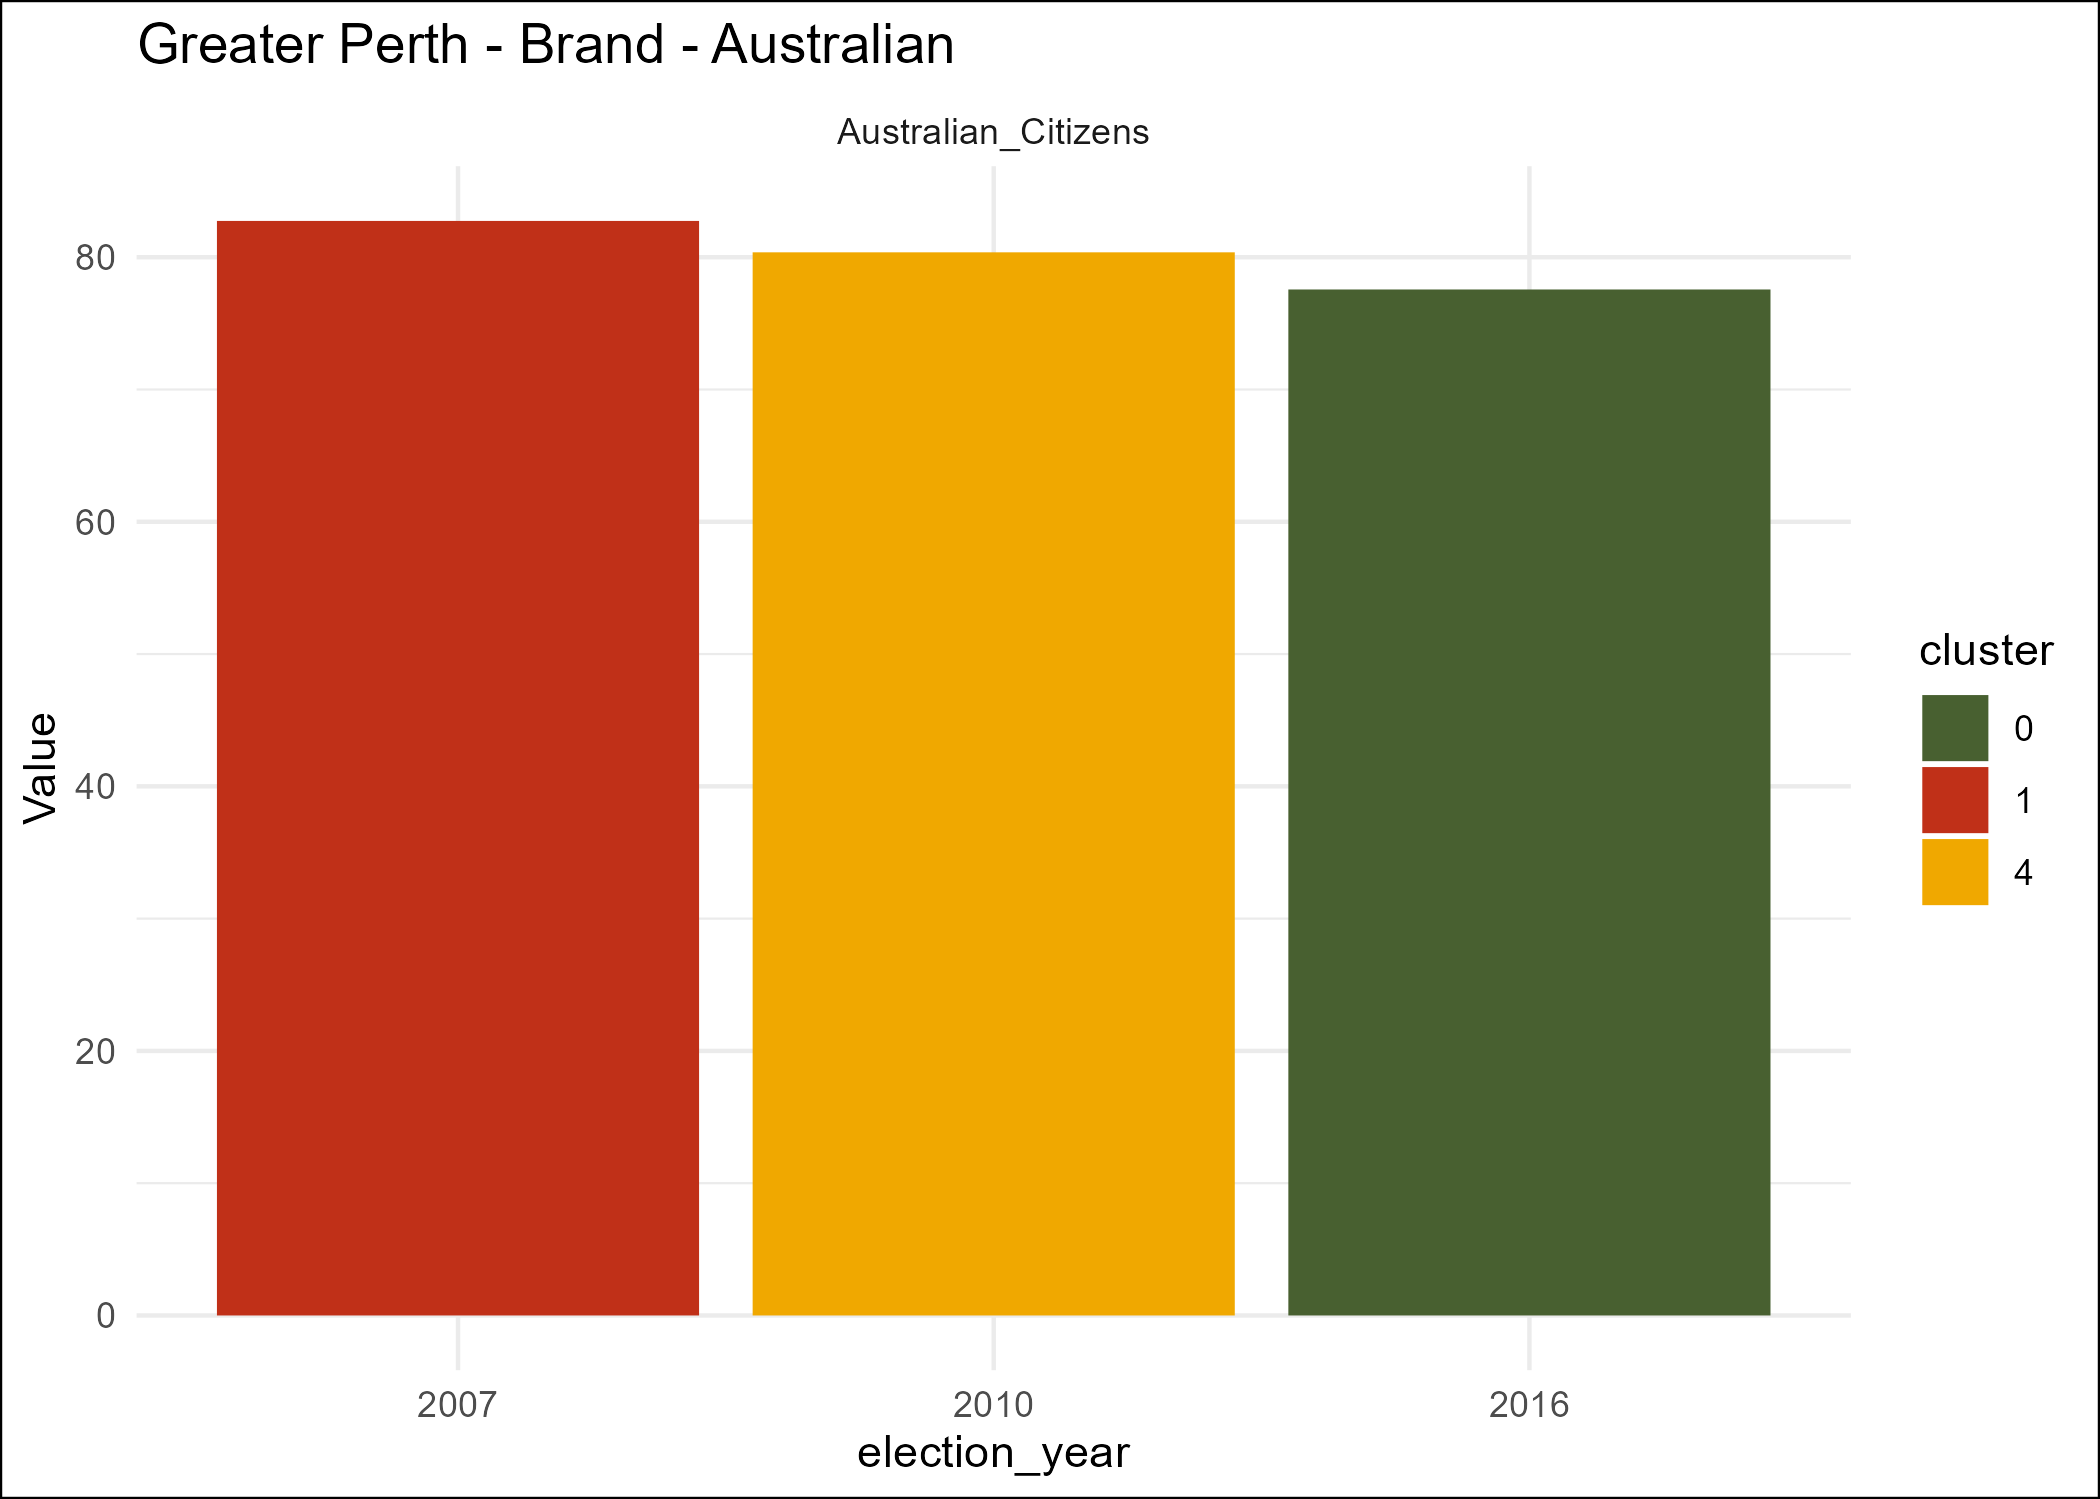 Greater Perth - Brand - Australian
Australian_Citizens
80
60
40
20
0
Value
2007 2010 2016
election_year
cluster
0
1
4